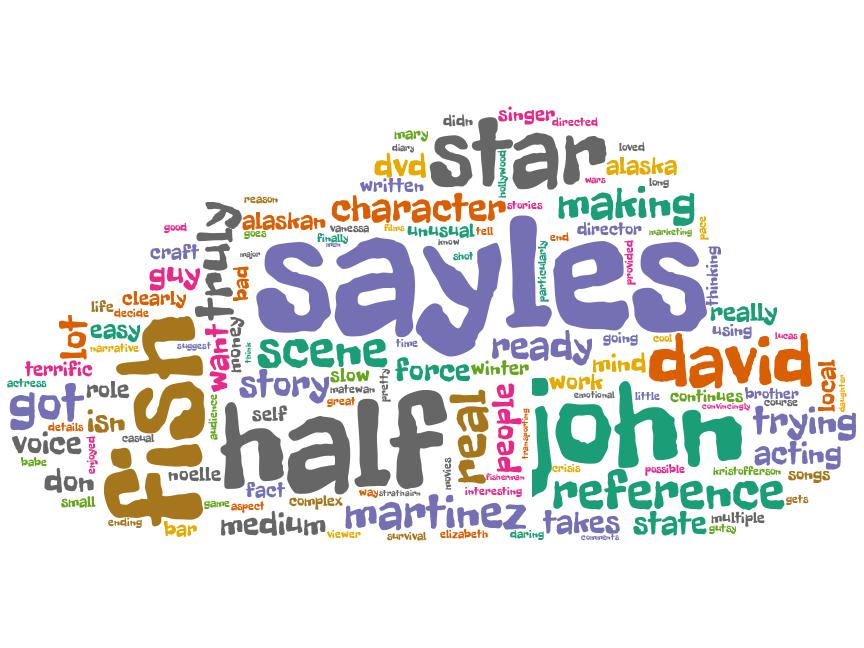 didn
singer
directed
mary
star
diary
loved
hollywood
dvd
alaska
written
wars
long
reason
character
stories
making
truly
alaskan
good
goes
vanessa
films
unusual
tell
director
marketing
pace
finally
men
know
end
craft
major
shot
particularly
provided
thinking
guy
bad
sayles
clearly
life
decide
really
lot
easy
want
money
using
narrative
suggest
think
scene
time
ready
going
cool
lucas
terrific
slow
force
winter
mind
david
local
daughter
actress
role
story
matewan
pretty
work
got
fish
great
emotional
little
continues
brother
convincingly
course
details
isn
audience
self
half
real
people
transporting
john
trying
voice
casual
enjoyed
babe
acting
don
noelle
movies
fisherman
crisis
possible
kristofferson
songs
small
game
fact
way
strathairn
interesting
reference
gets
aspect
complex
ending
bar
medium
martinez
takes
state
multiple
gutsy
viewer
survival
elizabeth
daring
comments